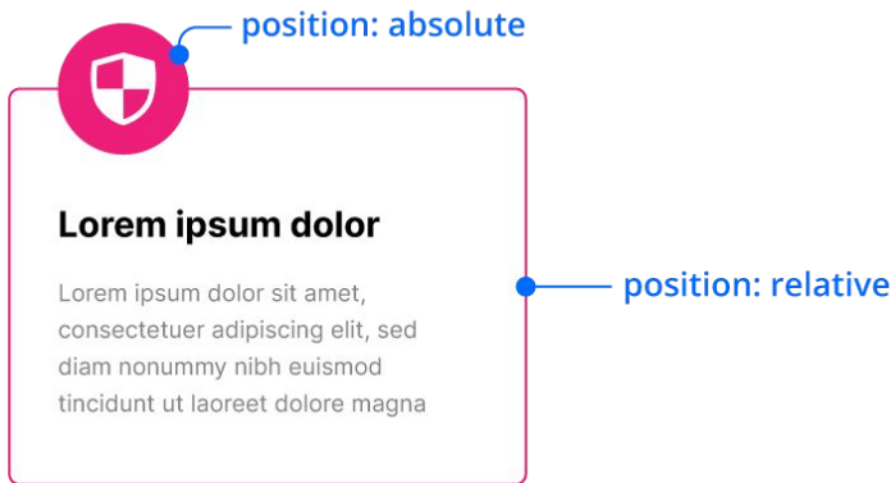 position: absolute
Lorem ipsum dolor
position: relative
Lorem ipsum dolor sit amet,
consectetuer adipiscing elit, sed
diam nonummy nibh euismod
tincidunt ut laoreet dolore magna